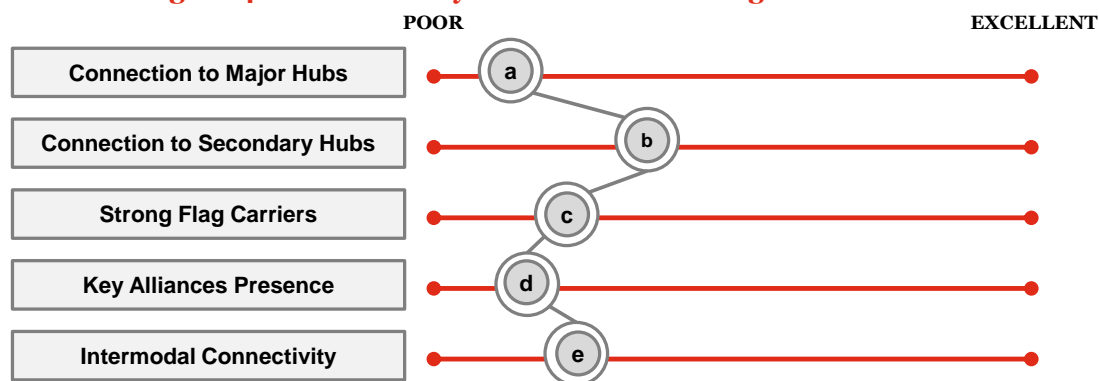 POOR EXCELLENT
Connection to Major Hubs a
Connection to Secondary Hubs b
Strong Flag Carriers c
Key Alliances Presence d
Intermodal Connectivity e